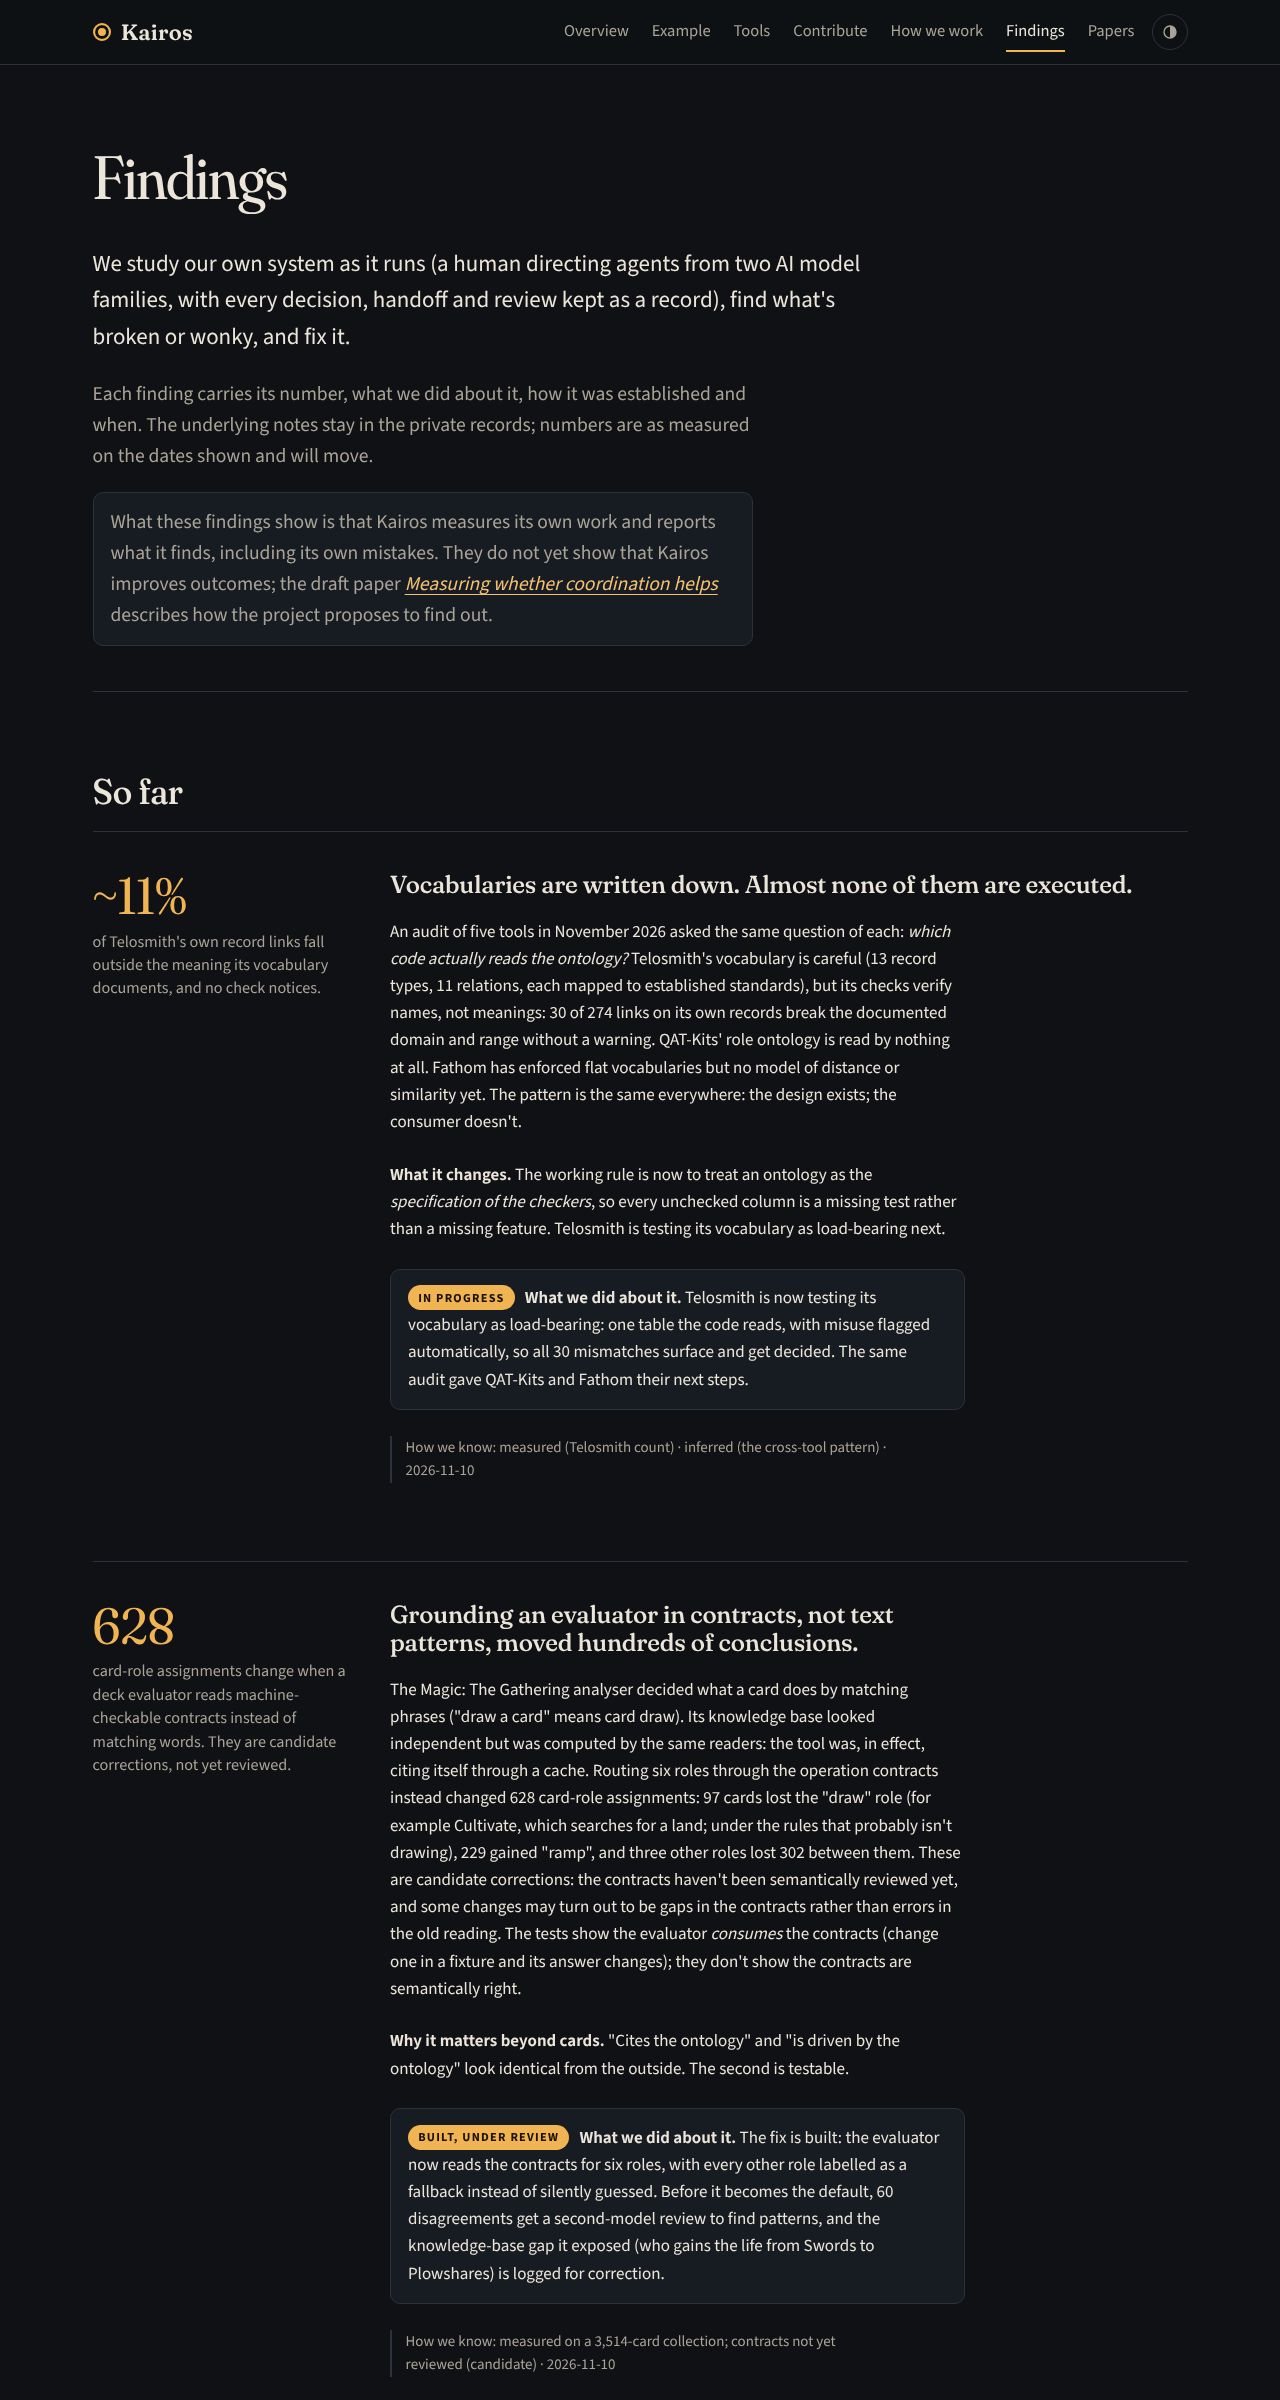 Kairos
Overview Example Tools Contribute How we work Findings Papers
Findings
We study our own system as it runs (a human directing agents from two AI model
families, with every decision, handoff and review kept as a record), find what's
broken or wonky, and fix it.
Each finding carries its number, what we did about it, how it was established and
when. The underlying notes stay in the private records; numbers are as measured
on the dates shown and will move.
What these findings show is that Kairos measures its own work and reports
what it finds, including its own mistakes. They do not yet show that Kairos
improves outcomes; the draft paper Measuring whether coordination helps
describes how the project proposes to find out.
So far
~11%
of Telosmith's own record links fall
outside the meaning its vocabulary
documents, and no check notices.
Vocabularies are written down. Almost none of them are executed.
An audit of five tools in November 2026 asked the same question of each: which
code actually reads the ontology? Telosmith's vocabulary is careful (13 record
types, 11 relations, each mapped to established standards), but its checks verify
names, not meanings: 30 of 274 links on its own records break the documented
domain and range without a warning. QAT-Kits' role ontology is read by nothing
at all. Fathom has enforced flat vocabularies but no model of distance or
similarity yet. The pattern is the same everywhere: the design exists; the
consumer doesn't.
What it changes. The working rule is now to treat an ontology as the
specification of the checkers, so every unchecked column is a missing test rather
than a missing feature. Telosmith is testing its vocabulary as load-bearing next.
IN PROGRESS What we did about it. Telosmith is now testing its
vocabulary as load-bearing: one table the code reads, with misuse flagged
automatically, so all 30 mismatches surface and get decided. The same
audit gave QAT-Kits and Fathom their next steps.
How we know: measured (Telosmith count) · inferred (the cross-tool pattern) ·
2026-11-10
628
card-role assignments change when a
deck evaluator reads machine-
checkable contracts instead of
matching words. They are candidate
corrections, not yet reviewed.
Grounding an evaluator in contracts, not text
patterns, moved hundreds of conclusions.
The Magic: The Gathering analyser decided what a card does by matching
phrases ("draw a card" means card draw). Its knowledge base looked
independent but was computed by the same readers: the tool was, in effect,
citing itself through a cache. Routing six roles through the operation contracts
instead changed 628 card-role assignments: 97 cards lost the "draw" role (for
example Cultivate, which searches for a land; under the rules that probably isn't
drawing), 229 gained "ramp", and three other roles lost 302 between them. These
are candidate corrections: the contracts haven't been semantically reviewed yet,
and some changes may turn out to be gaps in the contracts rather than errors in
the old reading. The tests show the evaluator consumes the contracts (change
one in a fixture and its answer changes); they don't show the contracts are
semantically right.
Why it matters beyond cards. "Cites the ontology" and "is driven by the
ontology" look identical from the outside. The second is testable.
BUILT, UNDER REVIEW What we did about it. The fix is built: the evaluator
now reads the contracts for six roles, with every other role labelled as a
fallback instead of silently guessed. Before it becomes the default, 60
disagreements get a second-model review to find patterns, and the
knowledge-base gap it exposed (who gains the life from Swords to
Plowshares) is logged for correction.
How we know: measured on a 3,514-card collection; contracts not yet
reviewed (candidate) · 2026-11-10